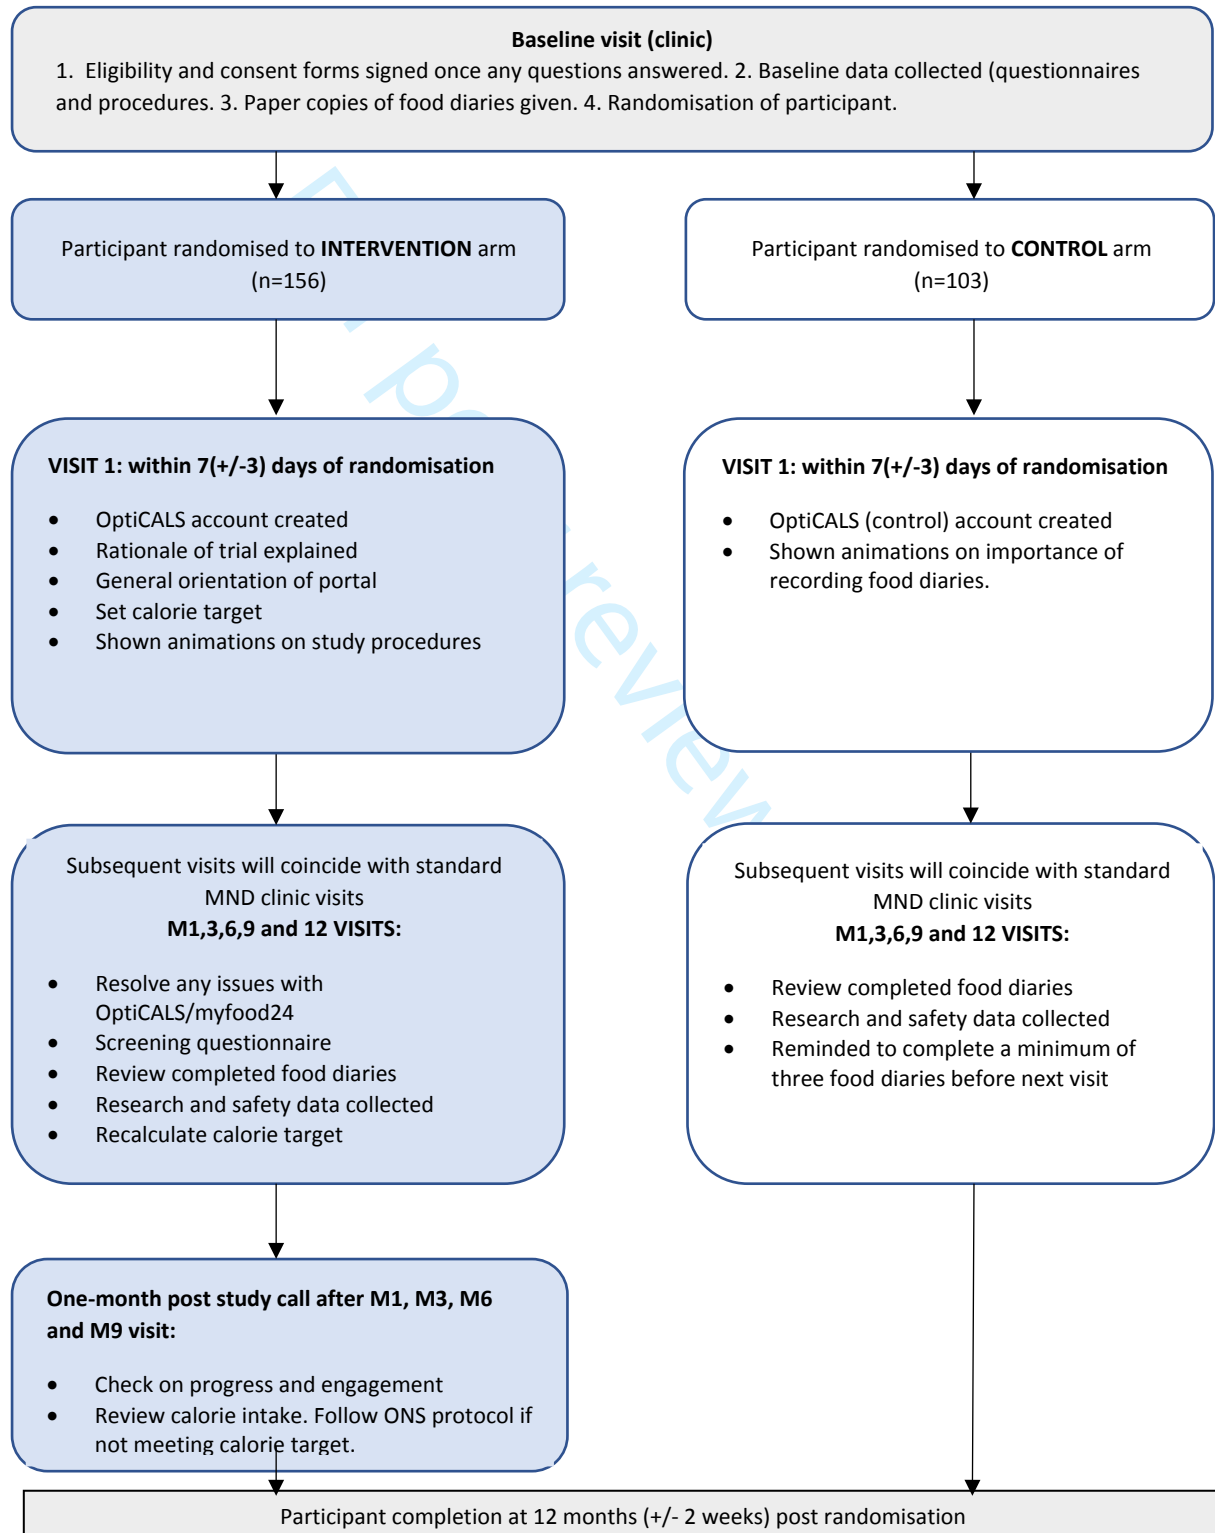 Baseline visit (clinic)
1. Eligibility and consent forms signed once any questions answered. 2. Baseline data collected (questionnaires
and procedures. 3. Paper copies of food diaries given. 4. Randomisation of participant.
Participant randomised to INTERVENTION arm
(n=156)
Participant randomised to CONTROL arm
(n=103)
VISIT 1: within 7(+/-3) days of randomisation
• OptiCALS account created
• Rationale of trial explained
• General orientation of portal
• Set calorie target
• Shown animations on study procedures
VISIT 1: within 7(+/-3) days of randomisation
• OptiCALS (control) account created
• Shown animations on importance of
recording food diaries.
Subsequent visits will coincide with standard
MND clinic visits
M1,3,6,9 and 12 VISITS:
• Resolve any issues with
OptiCALS/myfood24
• Screening questionnaire
• Review completed food diaries
• Research and safety data collected
• Recalculate calorie target
Subsequent visits will coincide with standard
MND clinic visits
M1,3,6,9 and 12 VISITS:
• Review completed food diaries
• Research and safety data collected
• Reminded to complete a minimum of
three food diaries before next visit
One-month post study call after M1, M3, M6
and M9 visit:
• Check on progress and engagement
• Review calorie intake. Follow ONS protocol if
not meeting calorie target.
Participant completion at 12 months (+/- 2 weeks) post randomisation
review